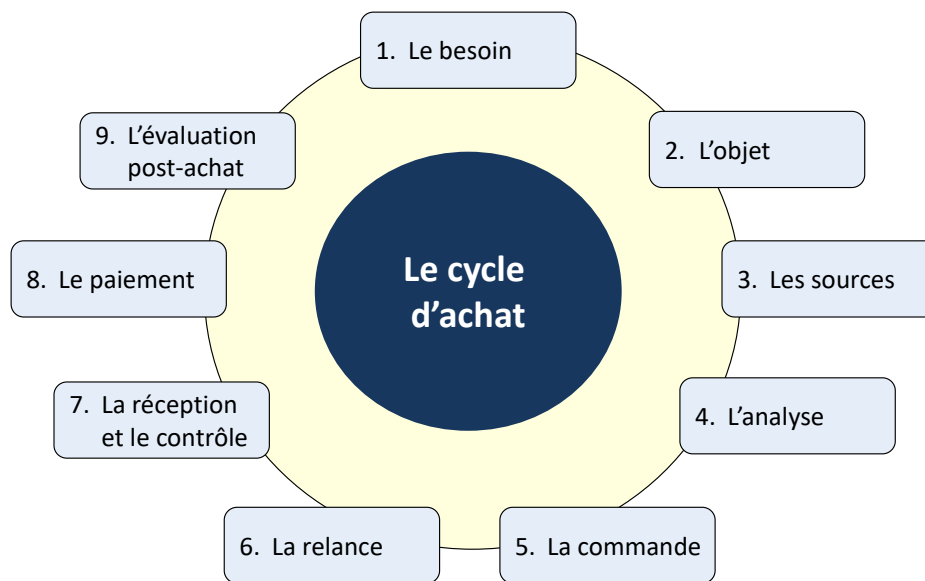 1. Le besoin
2. L'objet
3. Les sources
4. L'analyse
5. La commande
6. La relance
7. La réception
et le contrôle
8. Le paiement
9. L'évaluation
post-achat
Le cycle
d'achat